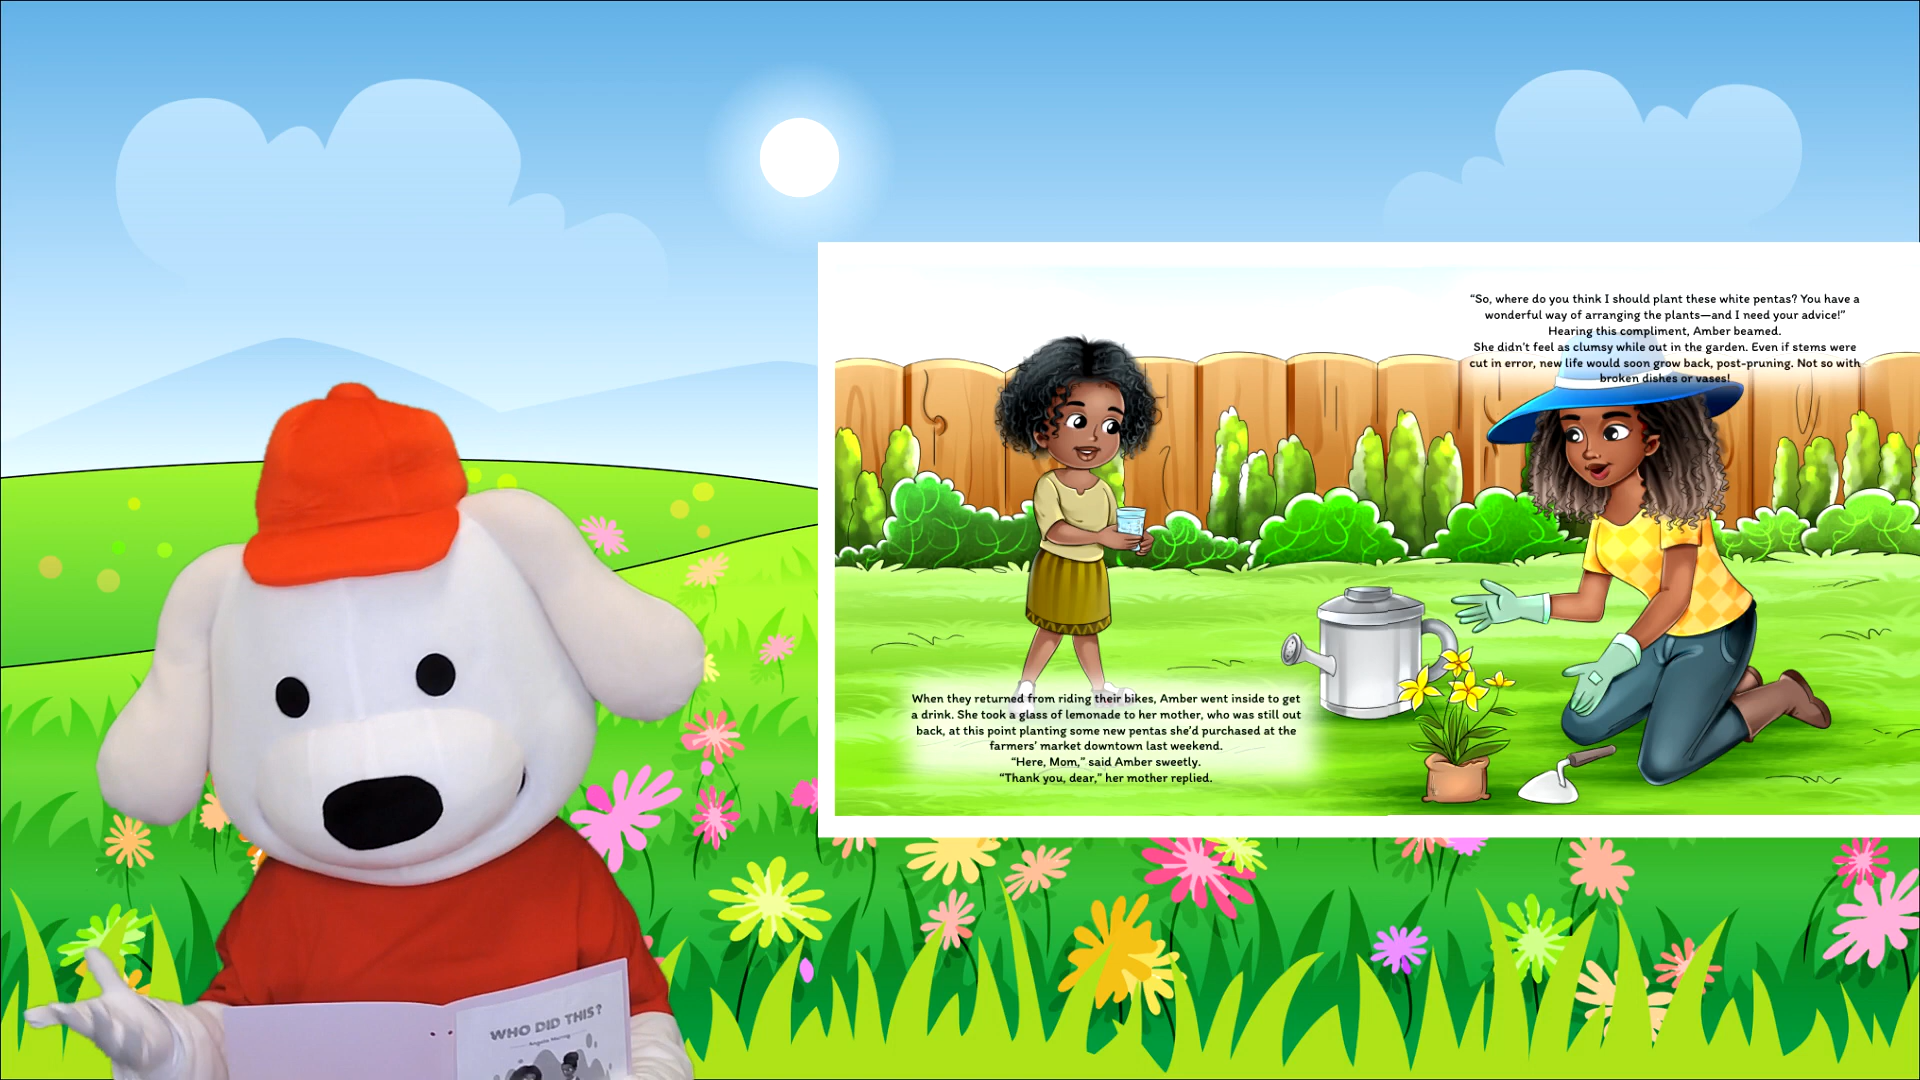 “So, where do you think I should plant these white pentas? You have a
wonderful way of arranging the plants—and I need your advice!”
Hearing this compliment, Amber beamed.
She didn’t feel as clumsy while out in the garden. Even if stems were
cut in error, new life would soon grow back, post-pruning. Not so with
broken dishes or vases!
When they returned from riding their bikes, Amber went inside to get
a drink. She took a glass of lemonade to her mother, who was still out
back, at this point planting some new pentas she’d purchased at the
farmers’ market downtown last weekend.
“Here, Mom,” said Amber sweetly.
“Thank you, dear,” her mother replied.
WHO DID THIS?